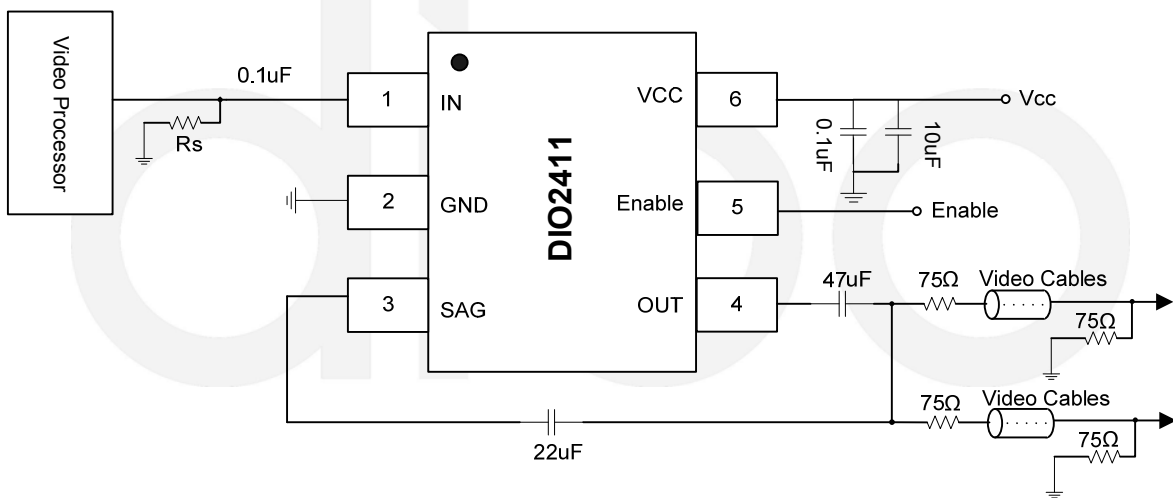 Video Processor
0.1uF
Rs
1
IN
2
GND
3
SAG
DIO2411
VCC
6
Vcc
0.1uF
10uF
Enable
5
Enable
OUT
4
47uF
75Ω
Video Cables
75Ω
22uF
75Ω
Video Cables
75Ω
dioo